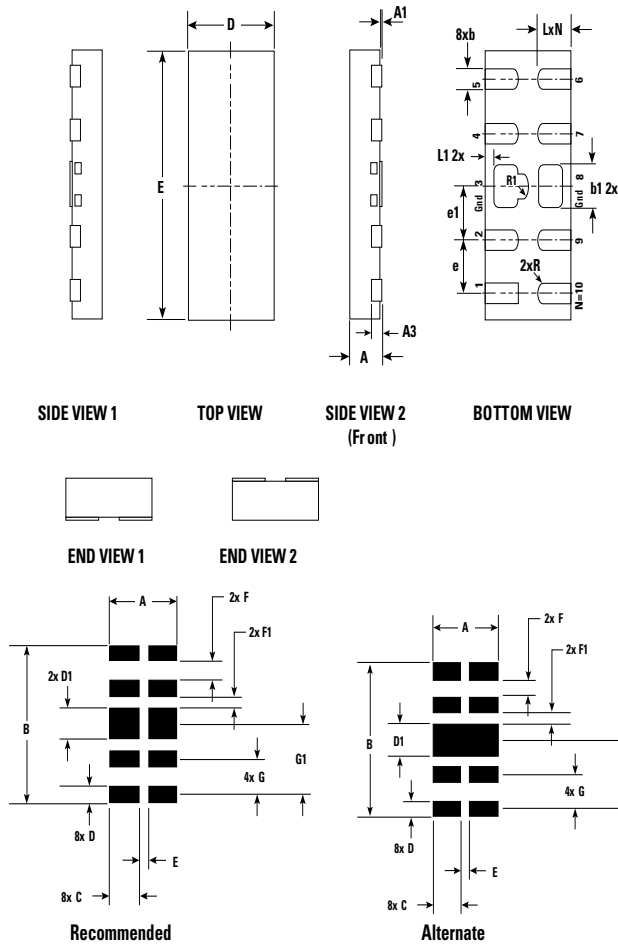 D
A1
8xb
LxN
5
6
4
7
L1 2x
E
R1
3
Gnd
8
Gnd
b1 2x
e1
2
9
e
2xR
1
N=10
A3
A
SIDE VIEW 1
TOP VIEW
SIDE VIEW 2
(Fr ont )
BOTTOM VIEW
END VIEW 1
END VIEW 2
A
2x F
2x F1
2x D1
B
G1
4x G
8x D
E
8x C
Recommended
A
2x F
2x F1
B
D1
4x G
8x D
E
8x C
Alternate